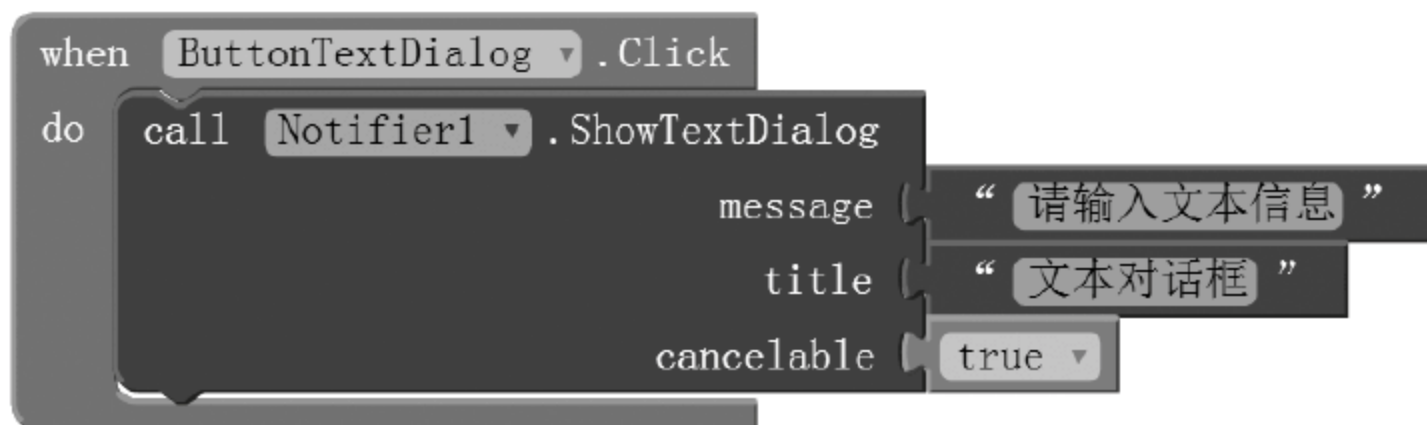 when ButtonTextDialog .Click
do call Notifier1 .ShowTextDialog
message “ 请输入文本信息 ”
title “ 文本对话框 ”
cancelable true